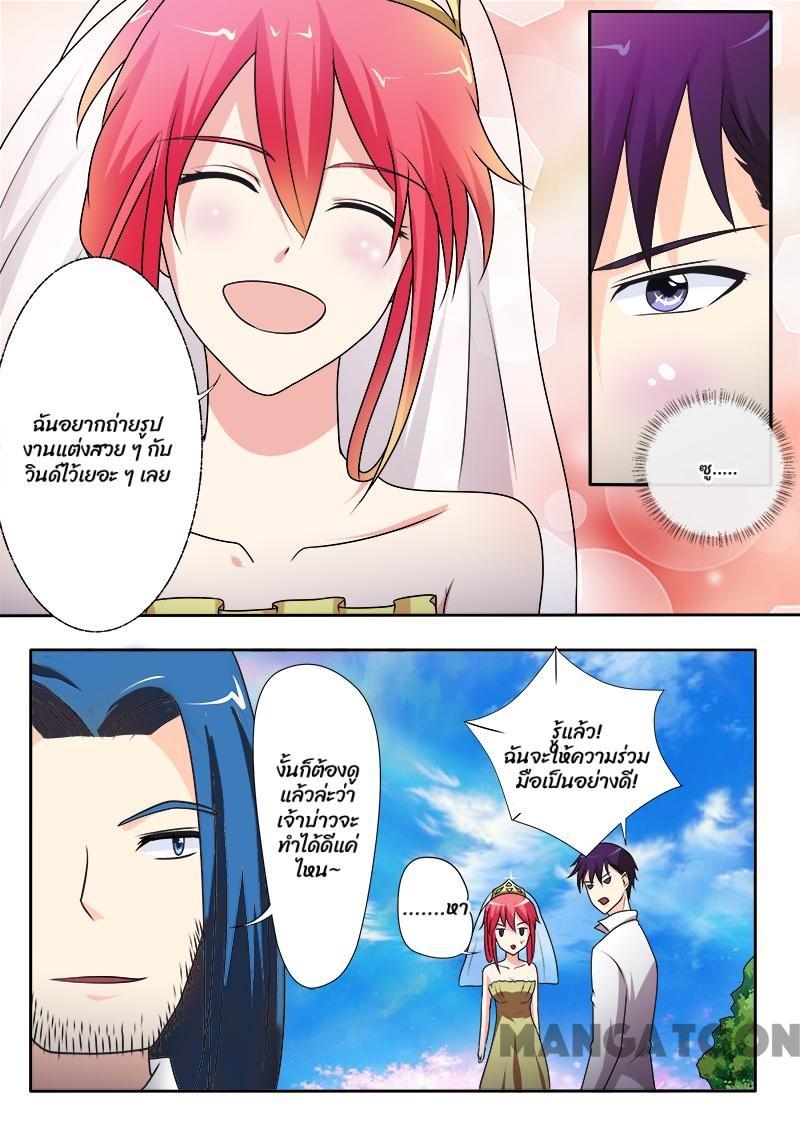 ฉันอยากถ่ายรูป
งานแต่งสวย ๆ กับ
วินด์ไว้เยอะ ๆ เลย
ซู.....
งั้นก็ต้องดู
แล้วล่ะว่า
เจ้าบ่าวจะ
ทำได้ดีแค่
ไหน~
รู้แล้ว!
ฉันจะให้ความร่วม
มือเป็นอย่างดี!
.......หา
MANGATOON